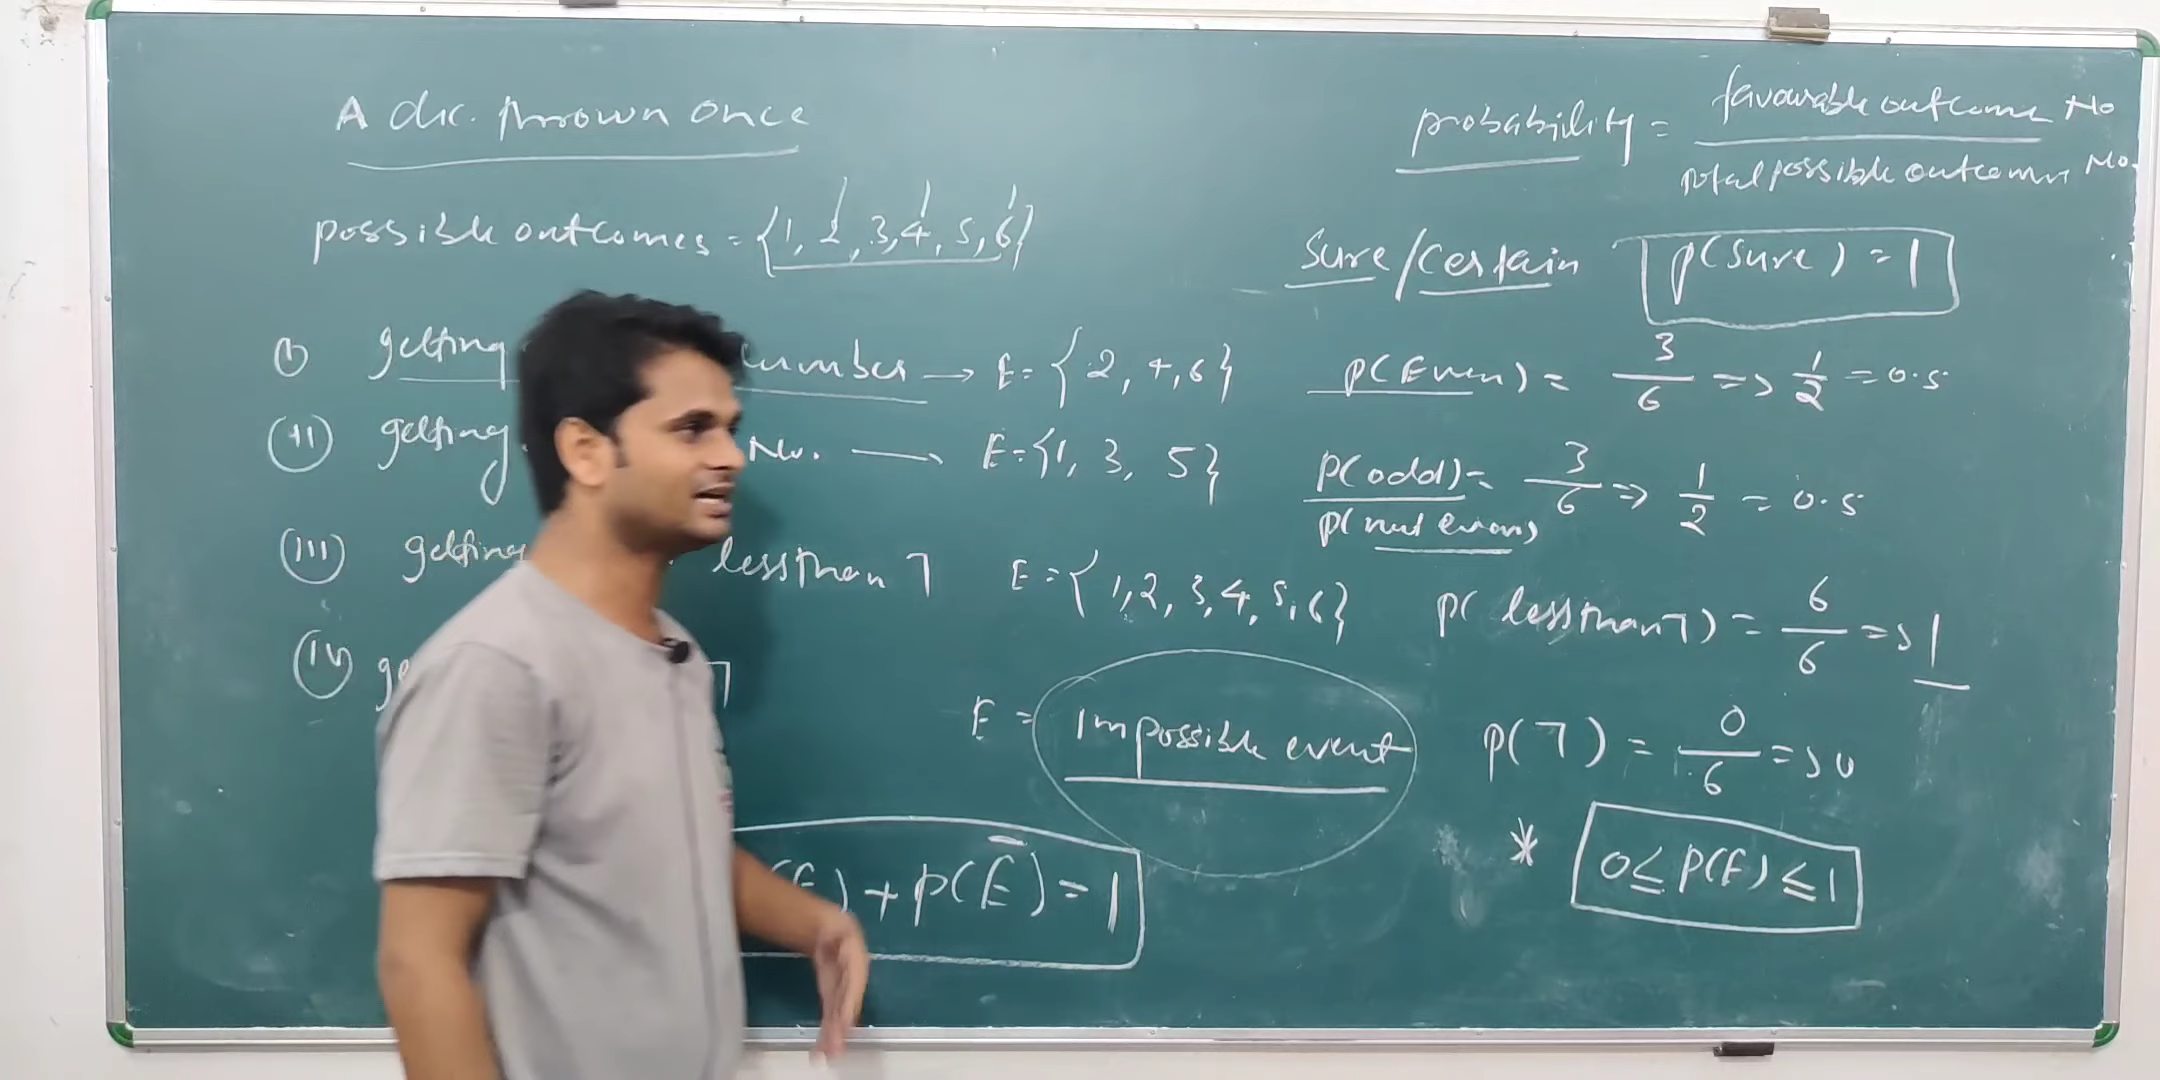 A die thrown once
possible outcomes = {1, 2, 3, 4, 5, 6}
(i) getting number → E = {2, 4, 6}
(ii) getting No. — E = {1, 3, 5}
(iii) getting less than 7 E = {1, 2, 3, 4, 5, 6}
(iv) 7 E = impossible event
+ P(E̅) = 1
probability = favourable outcome No / total possible outcomes No.
Sure/Certain P(Sure) = 1
P(Even) = 3/6 => 1/2 = 0.5
P(odd) = 3/6 => 1/2 = 0.5
P(not even)
P(less than 7) = 6/6 => 1
P(7) = 0/6 => 0
* 0 ≤ P(E) ≤ 1